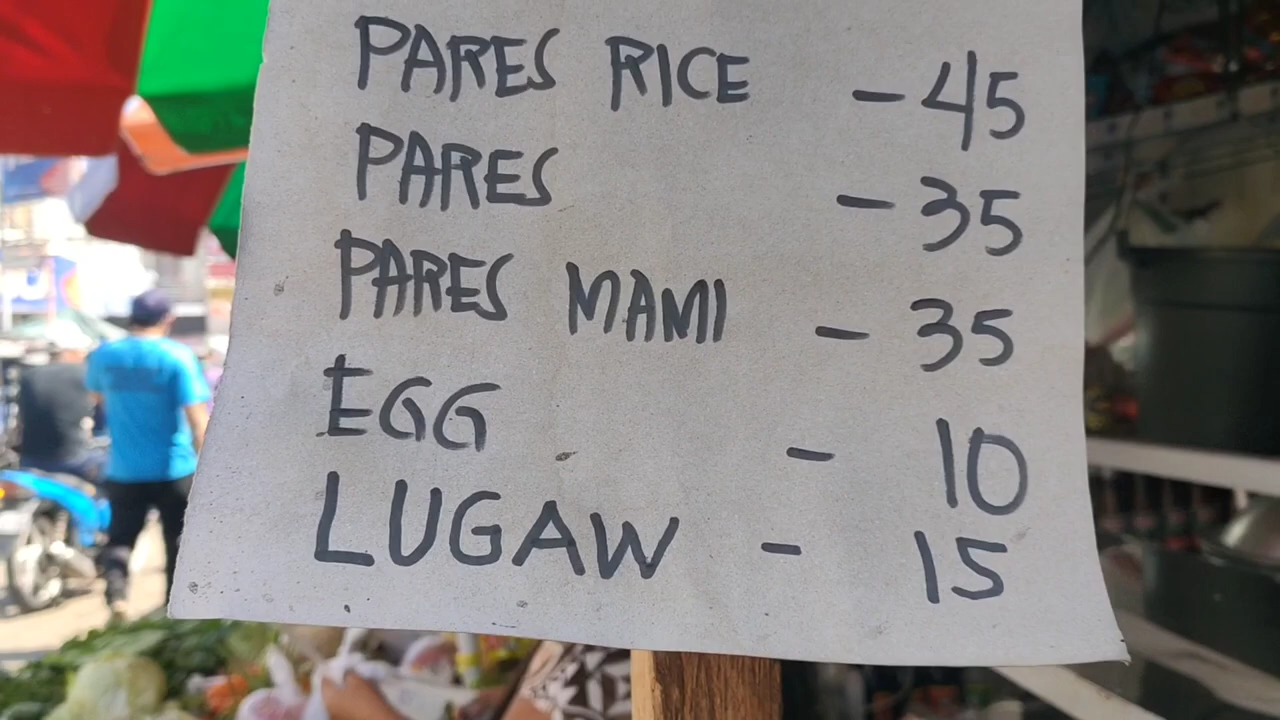 PARES RICE - 45
PARES - 35
PARES MAMI - 35
EGG - 10
LUGAW - 15